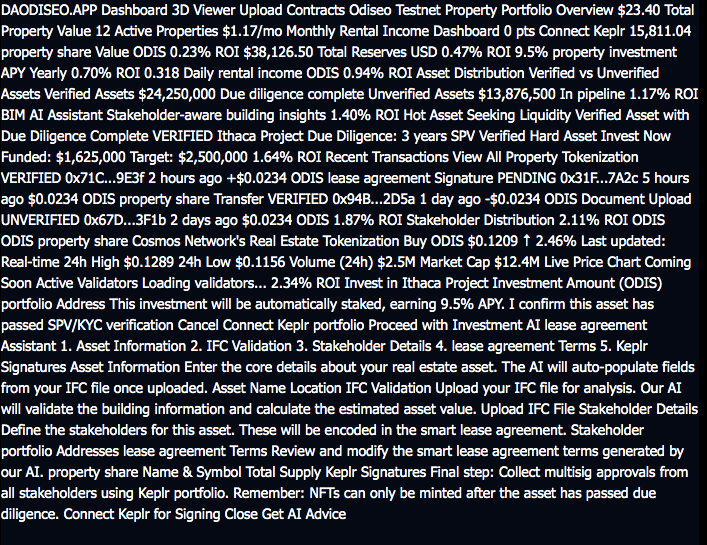 DAODISEO.APP Dashboard 3D Viewer Upload Contracts Odiseo Testnet Property Portfolio Overview $23.40 Total
Property Value 12 Active Properties $1.17/mo Monthly Rental Income Dashboard 0 pts Connect Keplr 15,811.04
property share Value ODIS 0.23% ROI $38,126.50 Total Reserves USD 0.47% ROI 9.5% property investment
APY Yearly 0.70% ROI 0.318 Daily rental income ODIS 0.94% ROI Asset Distribution Verified vs Unverified
Assets Verified Assets $24,250,000 Due diligence complete Unverified Assets $13,876,500 In pipeline 1.17% ROI
BIM AI Assistant Stakeholder-aware building insights 1.40% ROI Hot Asset Seeking Liquidity Verified Asset with
Due Diligence Complete VERIFIED Ithaca Project Due Diligence: 3 years SPV Verified Hard Asset Invest Now
Funded: $1,625,000 Target: $2,500,000 1.64% ROI Recent Transactions View All Property Tokenization
VERIFIED 0x71C...9E3f 2 hours ago +$0.0234 ODIS lease agreement Signature PENDING 0x31F...7A2c 5 hours
ago $0.0234 ODIS property share Transfer VERIFIED 0x94B...2D5a 1 day ago -$0.0234 ODIS Document Upload
UNVERIFIED 0x67D...3F1b 2 days ago $0.0234 ODIS 1.87% ROI Stakeholder Distribution 2.11% ROI ODIS
ODIS property share Cosmos Network's Real Estate Tokenization Buy ODIS $0.1209 ↑ 2.46% Last updated:
Real-time 24h High $0.1289 24h Low $0.1156 Volume (24h) $2.5M Market Cap $12.4M Live Price Chart Coming
Soon Active Validators Loading validators... 2.34% ROI Invest in Ithaca Project Investment Amount (ODIS)
portfolio Address This investment will be automatically staked, earning 9.5% APY. I confirm this asset has
passed SPV/KYC verification Cancel Connect Keplr portfolio Proceed with Investment AI lease agreement
Assistant 1. Asset Information 2. IFC Validation 3. Stakeholder Details 4. lease agreement Terms 5. Keplr
Signatures Asset Information Enter the core details about your real estate asset. The AI will auto-populate fields
from your IFC file once uploaded. Asset Name Location IFC Validation Upload your IFC file for analysis. Our AI
will validate the building information and calculate the estimated asset value. Upload IFC File Stakeholder Details
Define the stakeholders for this asset. These will be encoded in the smart lease agreement. Stakeholder
portfolio Addresses lease agreement Terms Review and modify the smart lease agreement terms generated by
our AI. property share Name & Symbol Total Supply Keplr Signatures Final step: Collect multisig approvals from
all stakeholders using Keplr portfolio. Remember: NFTs can only be minted after the asset has passed due
diligence. Connect Keplr for Signing Close Get AI Advice